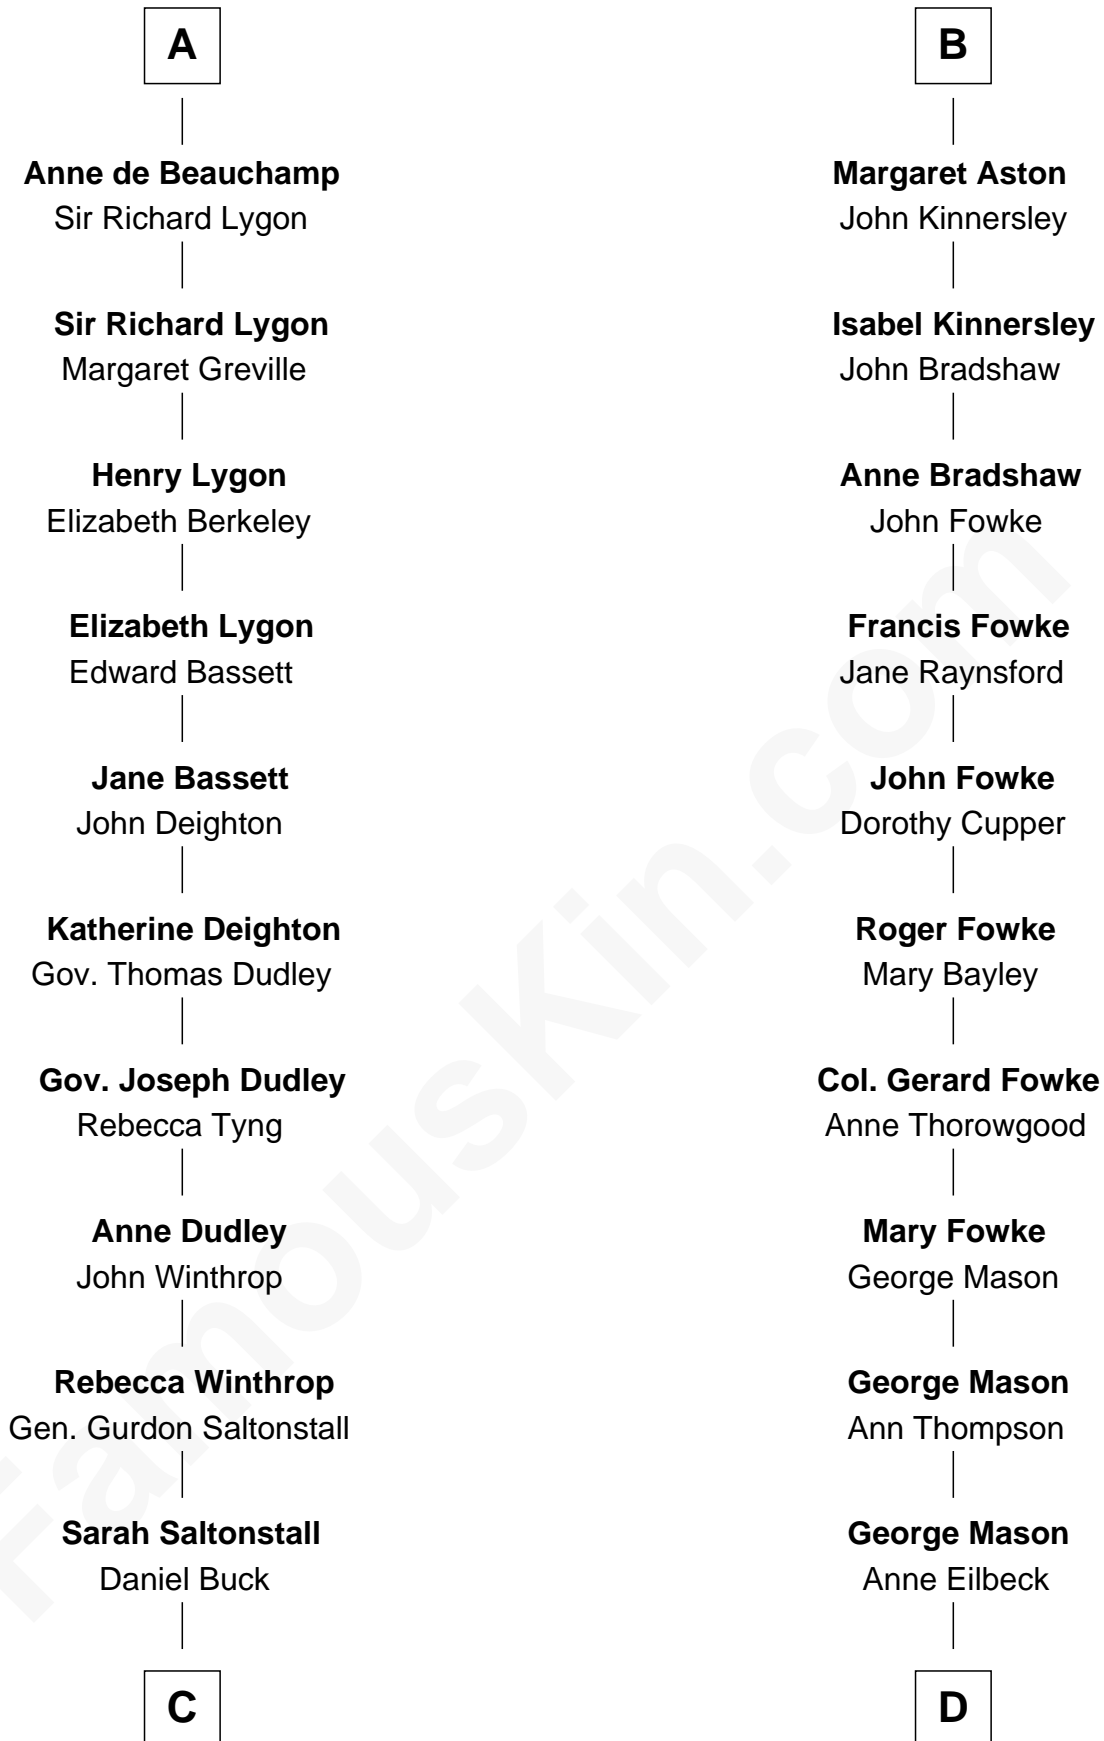 A
Anne de Beauchamp
Sir Richard Lygon
Sir Richard Lygon
Margaret Greville
Henry Lygon
Elizabeth Berkeley
Elizabeth Lygon
Edward Bassett
Jane Bassett
John Deighton
Katherine Deighton
Gov. Thomas Dudley
Gov. Joseph Dudley
Rebecca Tyng
Anne Dudley
John Winthrop
Rebecca Winthrop
Gen. Gurdon Saltonstall
Sarah Saltonstall
Daniel Buck
C
B
Margaret Aston
John Kinnersley
Isabel Kinnersley
John Bradshaw
Anne Bradshaw
John Fowke
Francis Fowke
Jane Raynsford
John Fowke
Dorothy Cupper
Roger Fowke
Mary Bayley
Col. Gerard Fowke
Anne Thorowgood
Mary Fowke
George Mason
George Mason
Ann Thompson
George Mason
Anne Eilbeck
D
FamousKin.com